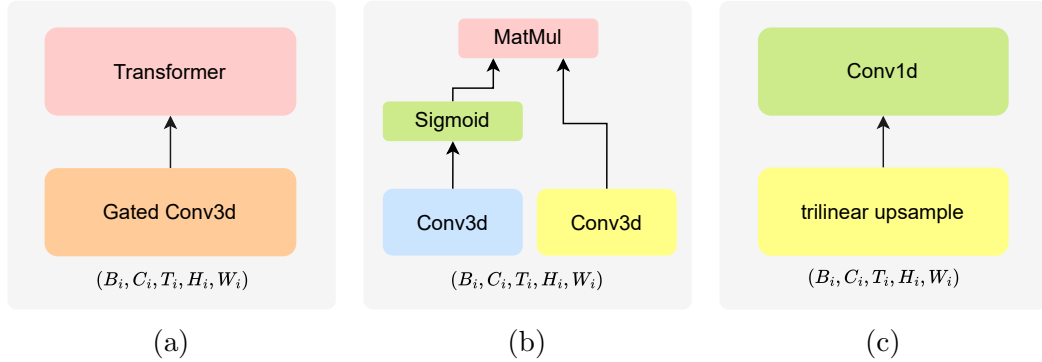 Transformer
Gated Conv3d
(B_i, C_i, T_i, H_i, W_i)
(a)
MatMul
Sigmoid
Conv3d
Conv3d
(B_i, C_i, T_i, H_i, W_i)
(b)
Conv1d
trilinear upsample
(B_i, C_i, T_i, H_i, W_i)
(c)